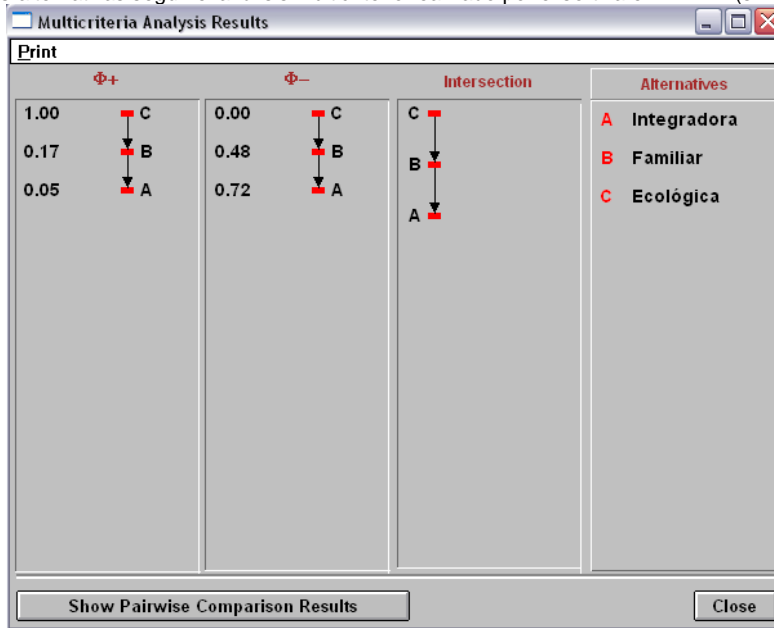 Multicriteria Analysis Results
Print
Φ+
1.00 C
0.17 B
0.05 A
Φ–
0.00 C
0.48 B
0.72 A
Intersection
C
B
A
Alternatives
A Integradora
B Familiar
C Ecológica
Show Pairwise Comparison Results
Close